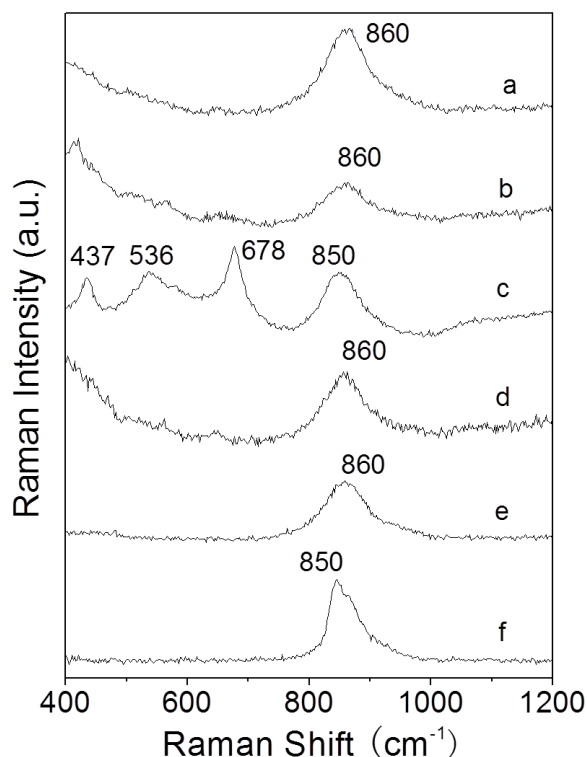 860
a
860
b
437 536 678 850
c
860
d
860
e
850
f
Raman Intensity (a.u.)
400 600 800 1000 1200
Raman Shift（cm-1）